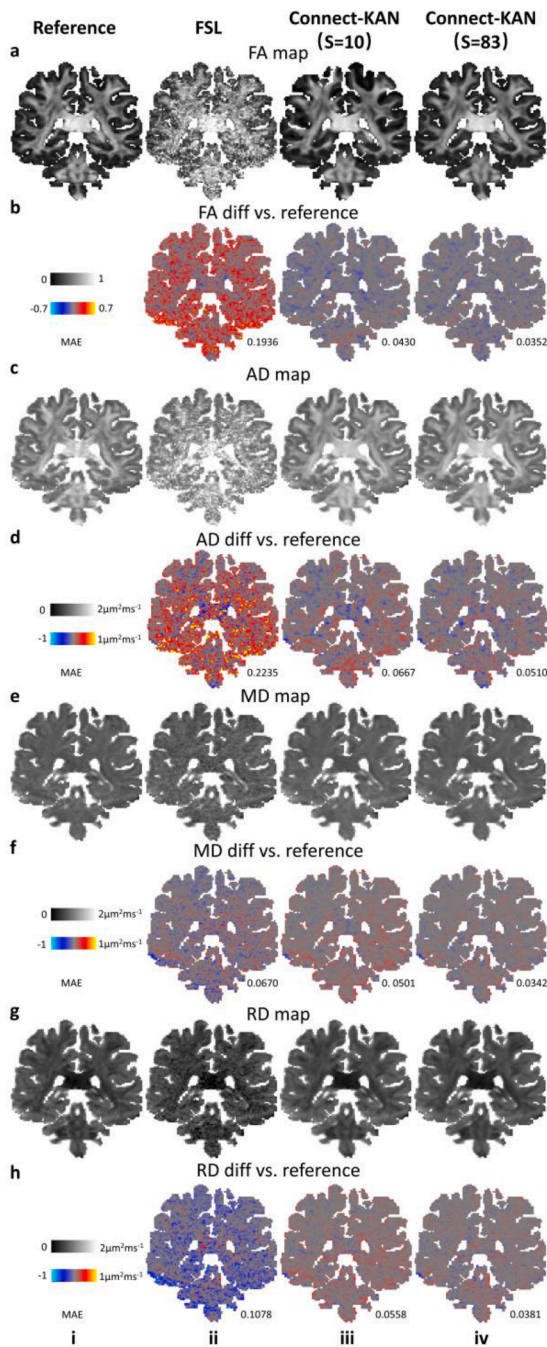 Reference FSL Connect-KAN Connect-KAN
(S=10) (S=83)
a FA map
b FA diff vs. reference
0 1
-0.7 0.7
MAE 0.1936 0. 0430 0.0352
c AD map
d AD diff vs. reference
0 2μm²ms⁻¹
-1 1μm²ms⁻¹
MAE 0.2235 0. 0667 0.0510
e MD map
f MD diff vs. reference
0 2μm²ms⁻¹
-1 1μm²ms⁻¹
MAE 0.0670 0.0501 0.0342
g RD map
h RD diff vs. reference
0 2μm²ms⁻¹
-1 1μm²ms⁻¹
MAE 0.1078 0.0558 0.0381
i ii iii iv